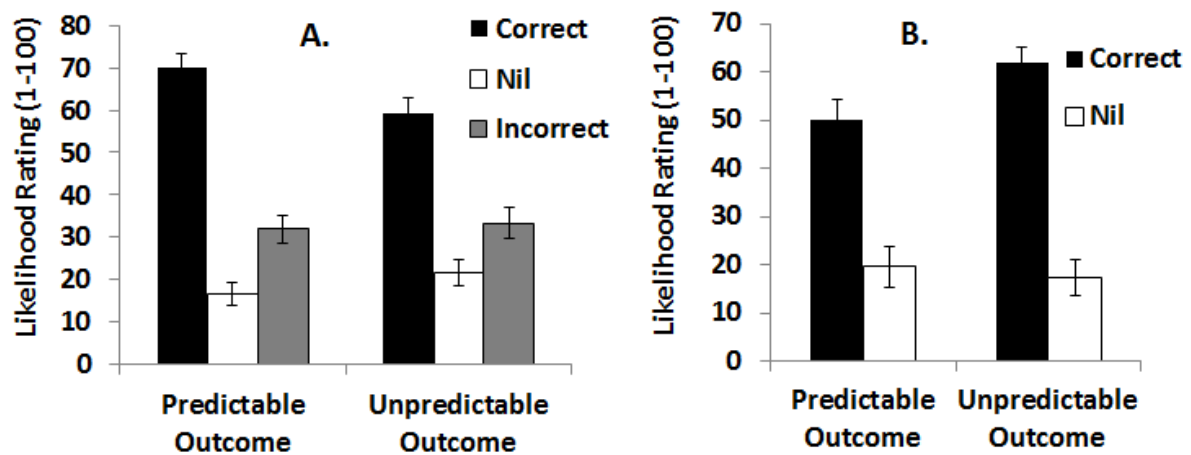 A.
Likelihood Rating (1-100)
80
70
60
50
40
30
20
10
0
Correct
Nil
Incorrect
Predictable
Outcome
Unpredictable
Outcome
B.
Likelihood Rating (1-100)
70
60
50
40
30
20
10
0
Correct
Nil
Predictable
Outcome
Unpredictable
Outcome